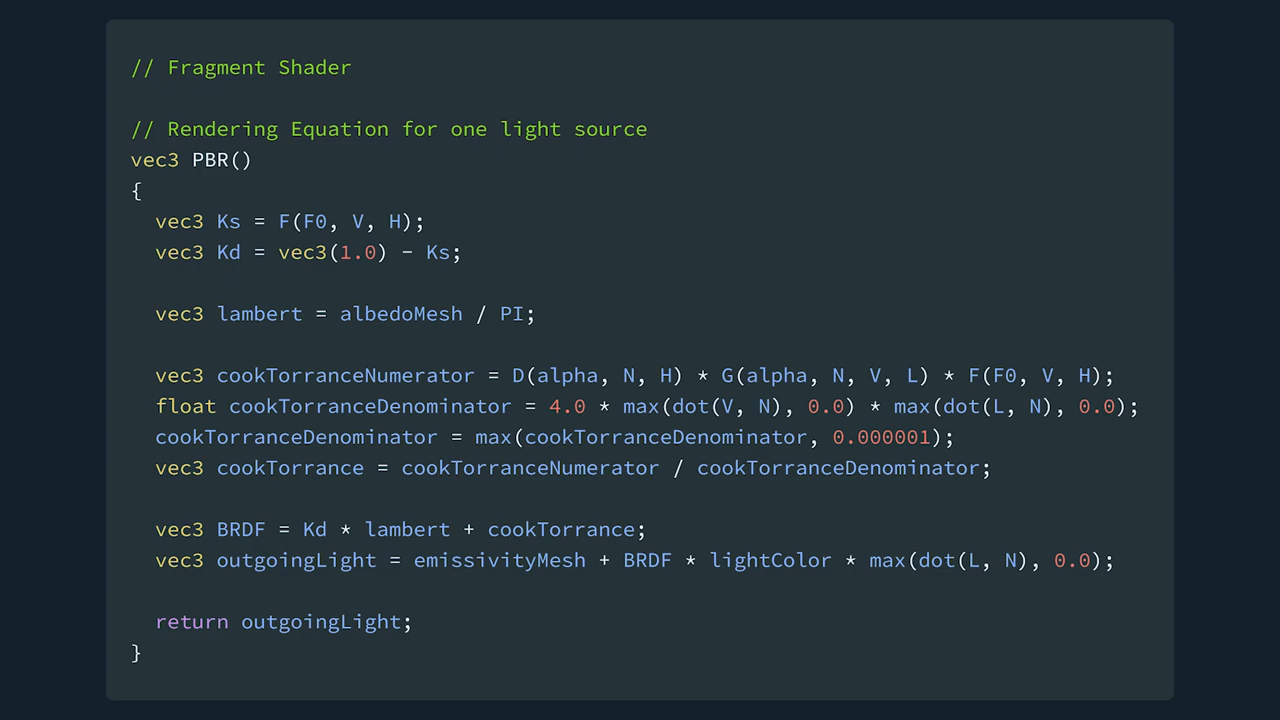 // Fragment Shader
// Rendering Equation for one light source
vec3 PBR()
{
vec3 Ks = F(F0, V, H);
vec3 Kd = vec3(1.0) - Ks;
vec3 lambert = albedoMesh / PI;
vec3 cookTorranceNumerator = D(alpha, N, H) * G(alpha, N, V, L) * F(F0, V, H);
float cookTorranceDenominator = 4.0 * max(dot(V, N), 0.0) * max(dot(L, N), 0.0);
cookTorranceDenominator = max(cookTorranceDenominator, 0.000001);
vec3 cookTorrance = cookTorranceNumerator / cookTorranceDenominator;
vec3 BRDF = Kd * lambert + cookTorrance;
vec3 outgoingLight = emissivityMesh + BRDF * lightColor * max(dot(L, N), 0.0);
return outgoingLight;
}